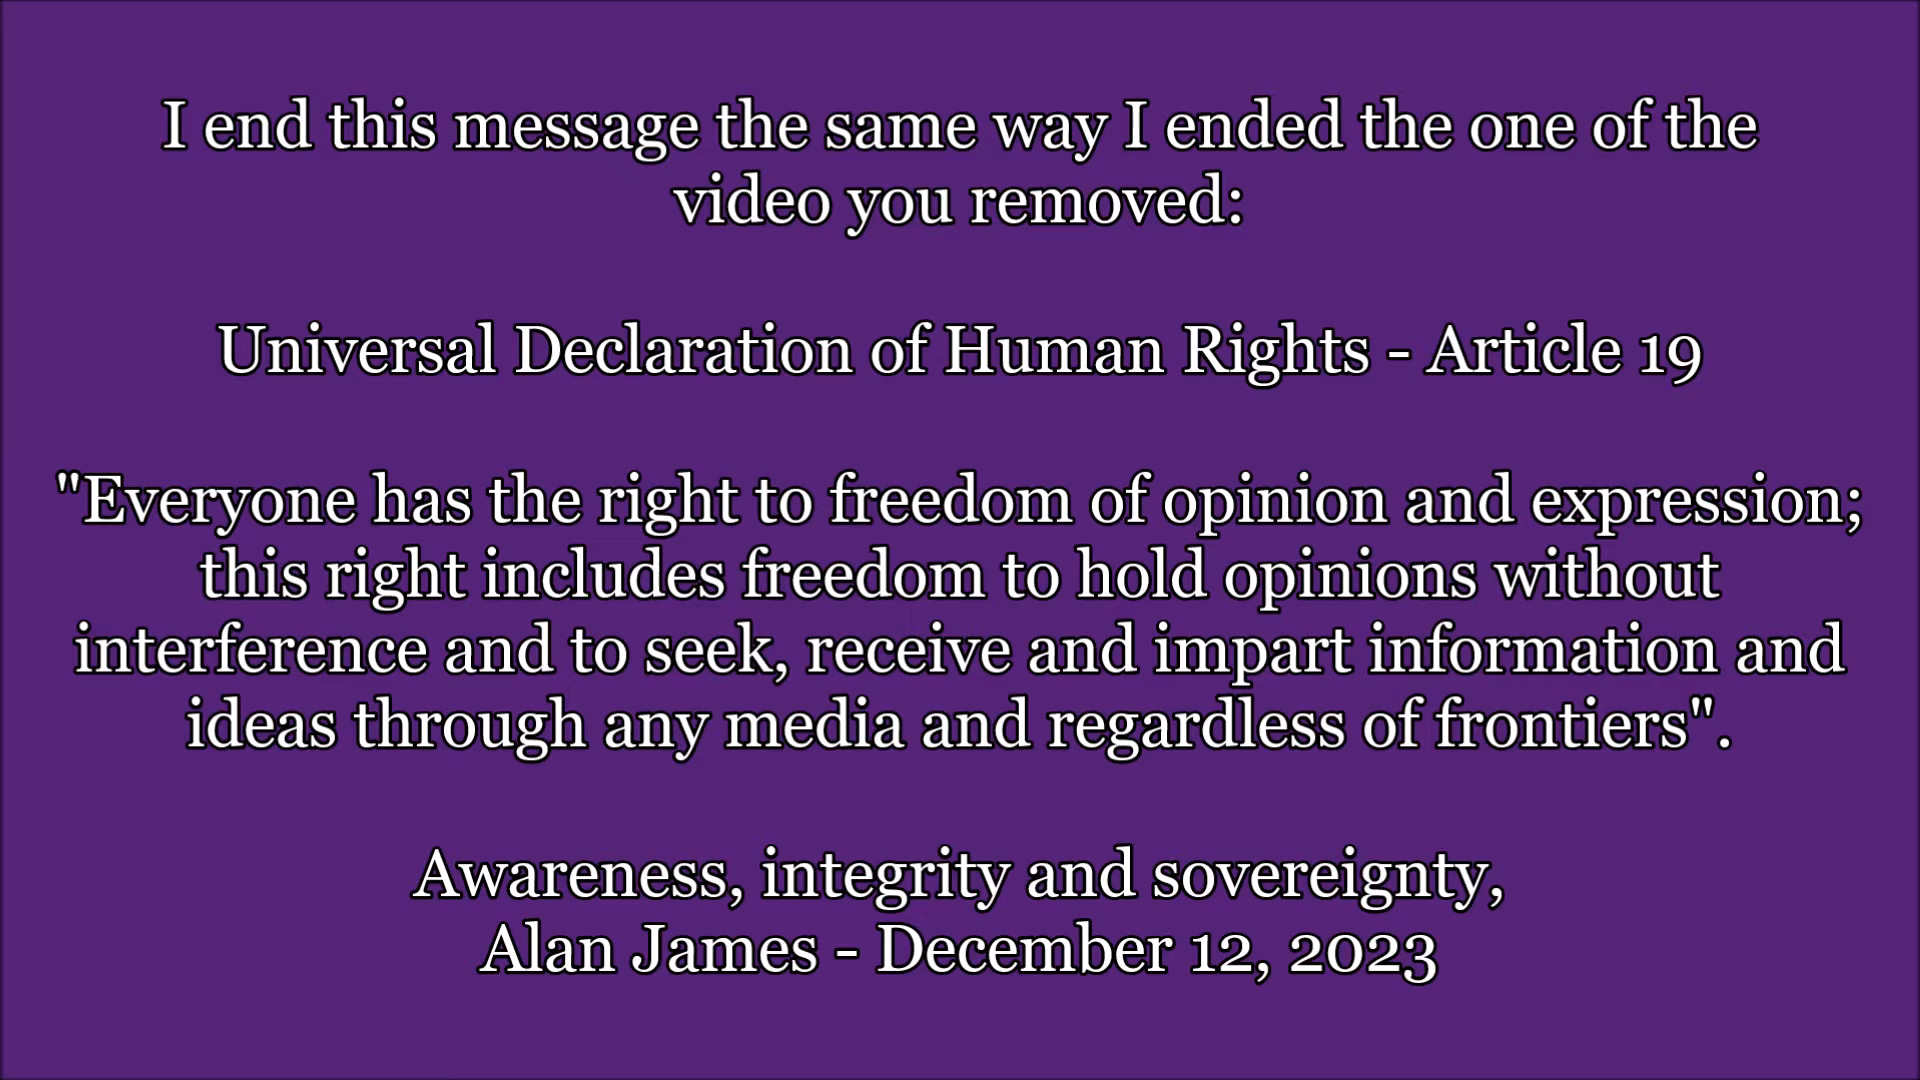 I end this message the same way I ended the one of the
video you removed:
Universal Declaration of Human Rights - Article 19
"Everyone has the right to freedom of opinion and expression;
this right includes freedom to hold opinions without
interference and to seek, receive and impart information and
ideas through any media and regardless of frontiers".
Awareness, integrity and sovereignty,
Alan James - December 12, 2023